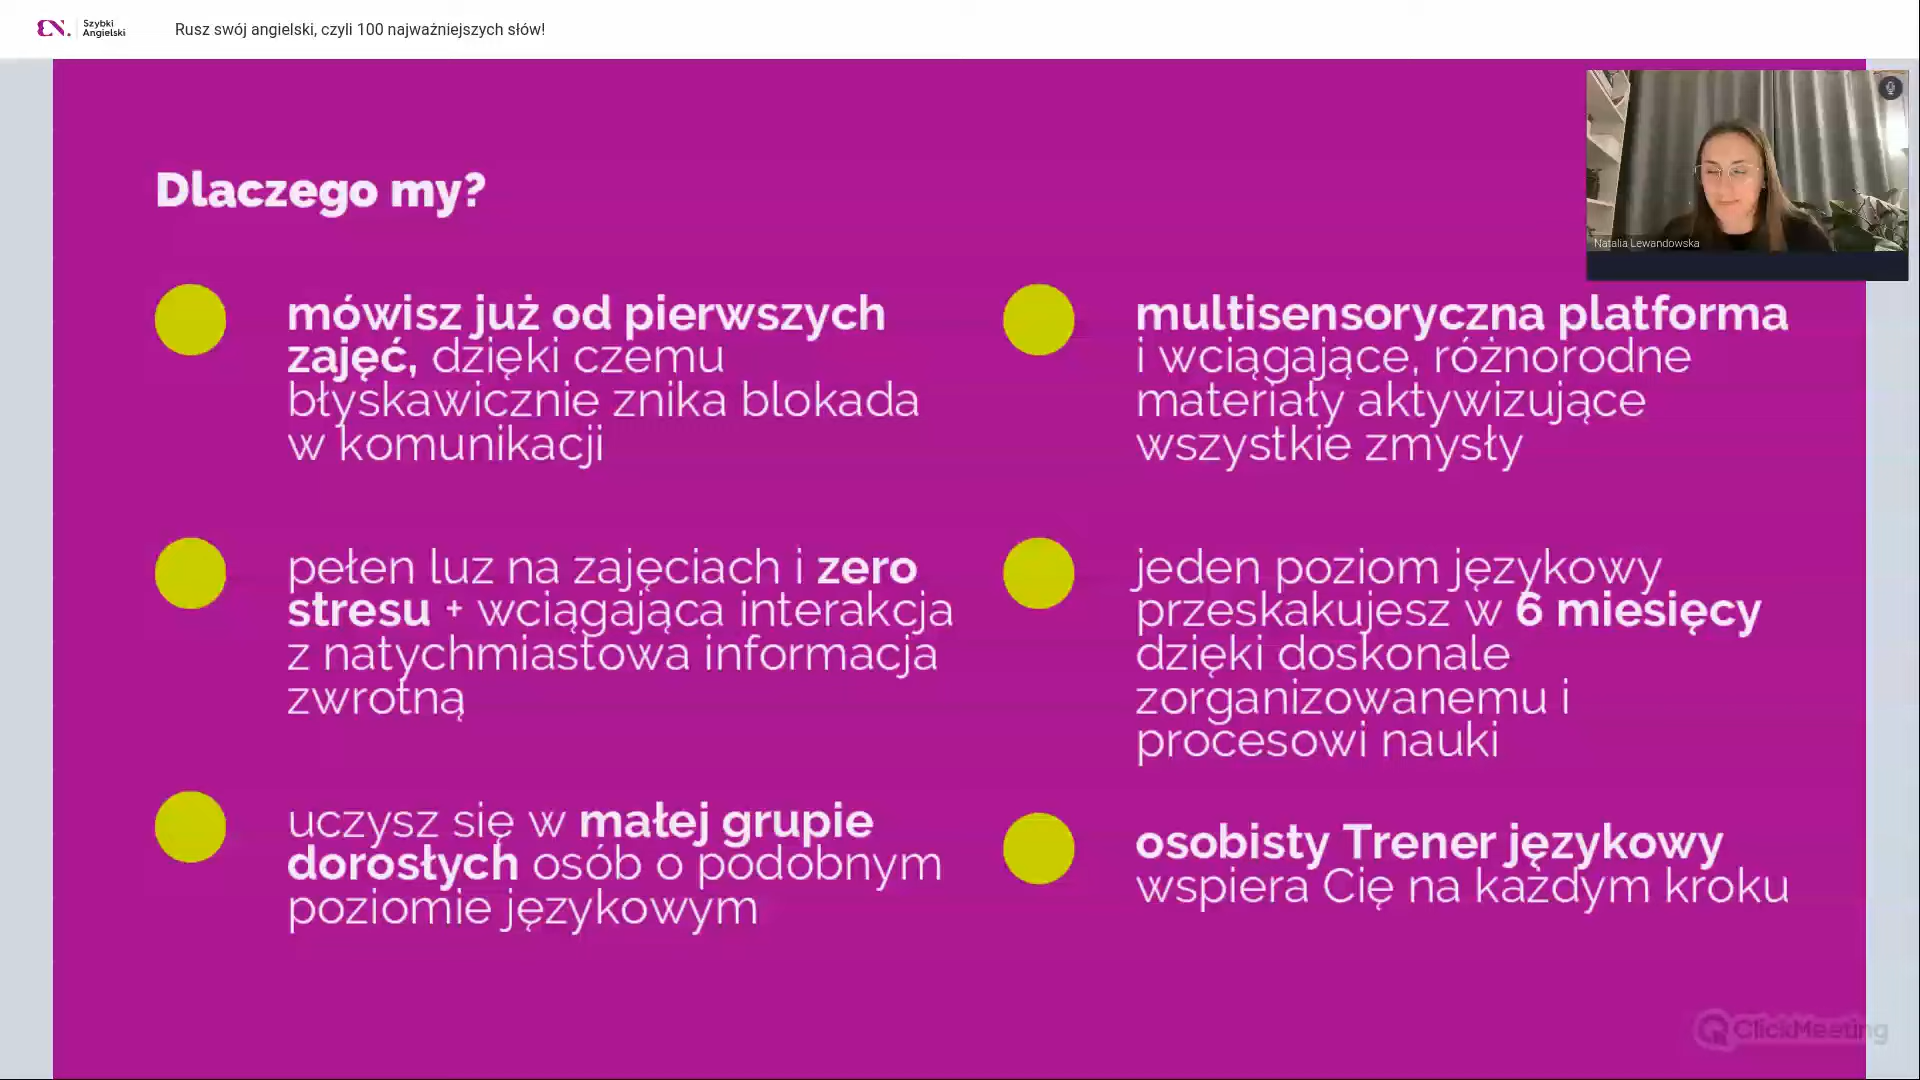 Szybki
Angielski
Rusz swój angielski, czyli 100 najważniejszych słów!
Natalia Lewandowska
Dlaczego my?
mówisz już od pierwszych
zajęć, dzięki czemu
błyskawicznie znika blokada
w komunikacji
pełen luz na zajęciach i zero
stresu + wciągająca interakcja
z natychmiastowa informacja
zwrotną
uczysz się w małej grupie
dorosłych osób o podobnym
poziomie językowym
multisensoryczna platforma
i wciągające, różnorodne
materiały aktywizujące
wszystkie zmysły
jeden poziom językowy
przeskakujesz w 6 miesięcy
dzięki doskonale
zorganizowanemu i
procesowi nauki
osobisty Trener językowy
wspiera Cię na każdym kroku
ClickMeeting